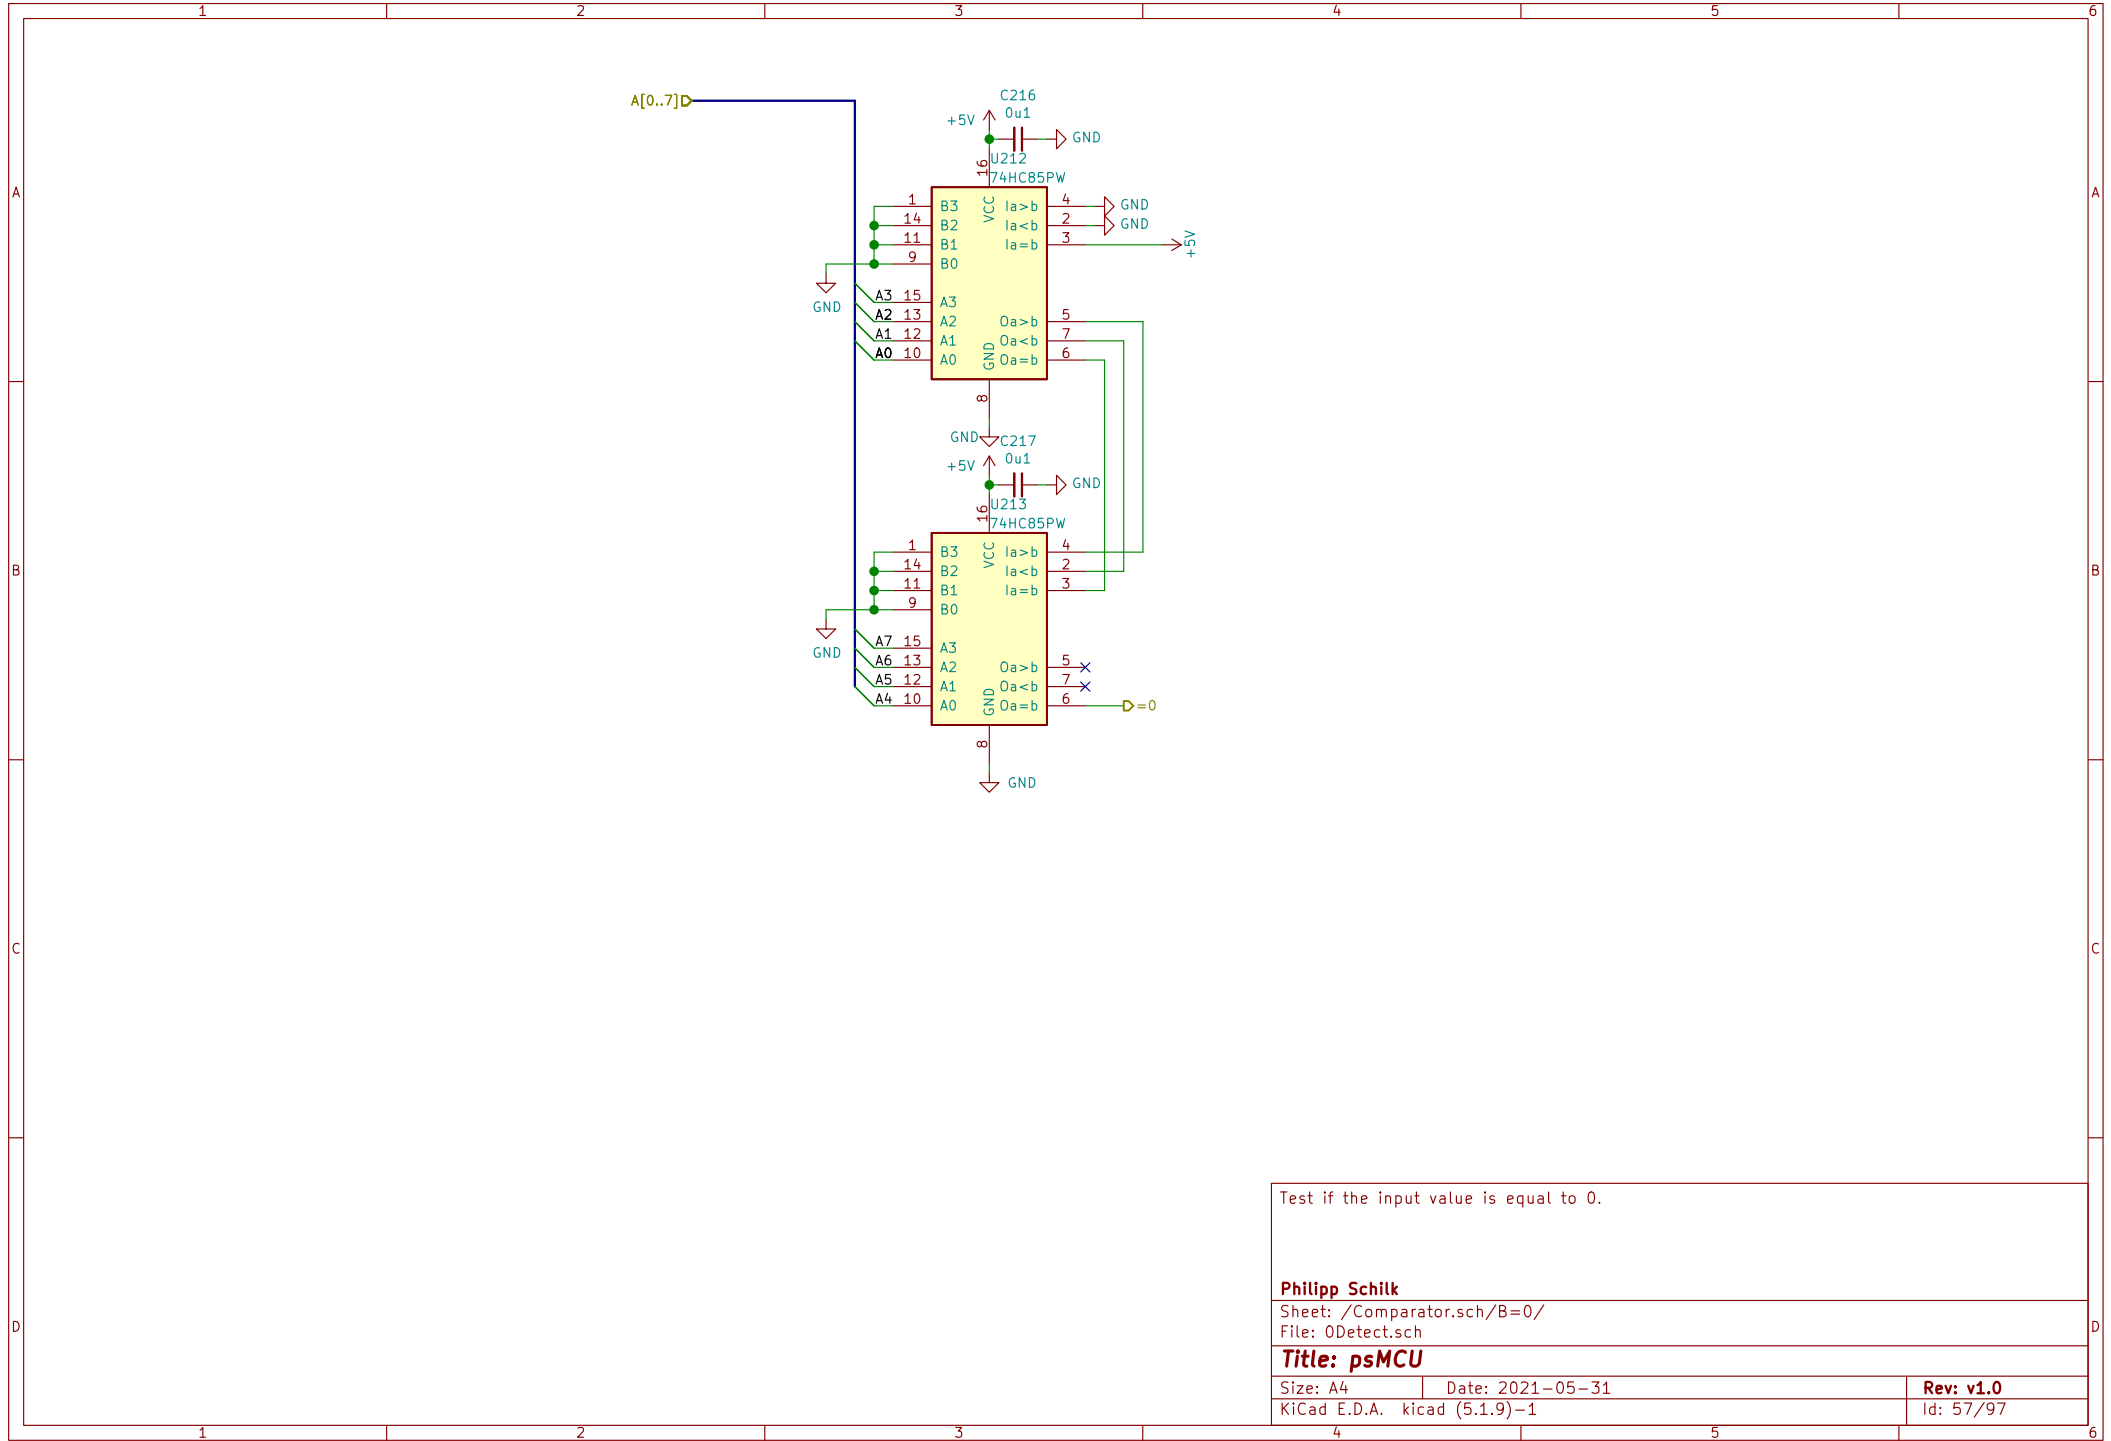 1 2 3 4 5 6
A[0..7]
C216
0u1
+5V
GND
U212
16
74HC85PW
A A
1 B3 VCC Ia>b 4 GND
14 B2 Ia<b 2 GND
11 B1 Ia=b 3 +5V
9 B0
GND
A3 15 A3
A2 13 A2 Oa>b 5
A1 12 A1 Oa<b 7
A0 10 A0 GND Oa=b 6
8
GND
C217
0u1
+5V
GND
U213
16
74HC85PW
1 B3 VCC Ia>b 4
B 14 B2 Ia<b 2 B
11 B1 Ia=b 3
9 B0
GND
A7 15 A3
A6 13 A2 Oa>b 5
A5 12 A1 Oa<b 7
A4 10 A0 GND Oa=b 6 =0
8
GND
C C
Test if the input value is equal to 0.
Philipp Schilk
Sheet: /Comparator.sch/B=0/
File: 0Detect.sch
D D
Title: psMCU
Size: A4 Date: 2021-05-31 Rev: v1.0
KiCad E.D.A. kicad (5.1.9)-1 Id: 57/97
1 2 3 4 5 6